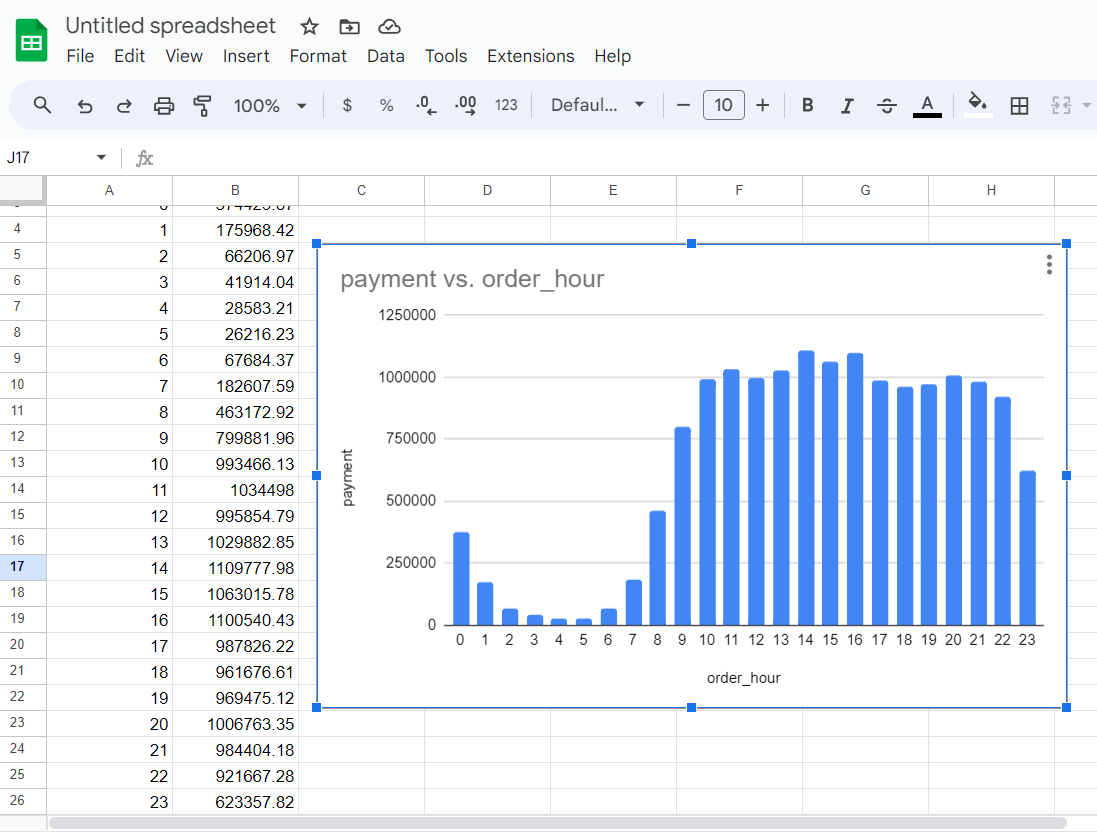 Untitled spreadsheet
File Edit View Insert Format Data Tools Extensions Help
100% $ % .0 .00 123 Defaul... 10 B I S A
J17 fx
A B C D E F G H
4 1 175968.42
5 2 66206.97
6 3 41914.04
7 4 28583.21
8 5 26216.23
9 6 67684.37
10 7 182607.59
11 8 463172.92
12 9 799881.96
13 10 993466.13
14 11 1034498
15 12 995854.79
16 13 1029882.85
17 14 1109777.98
18 15 1063015.78
19 16 1100540.43
20 17 987826.22
21 18 961676.61
22 19 969475.12
23 20 1006763.35
24 21 984404.18
25 22 921667.28
26 23 623357.82
payment vs. order_hour
1250000
1000000
750000
500000
250000
0
payment
0 1 2 3 4 5 6 7 8 9 10 11 12 13 14 15 16 17 18 19 20 21 22 23
order_hour